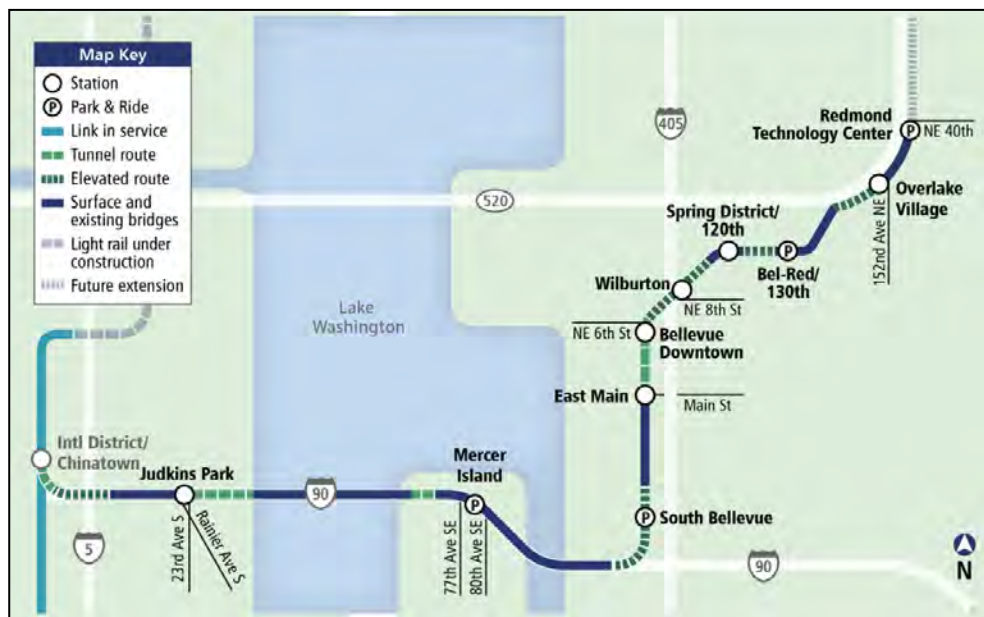 Map Key
Station
P Park & Ride
Link in service
Tunnel route
Elevated route
Surface and
existing bridges
Light rail under
construction
Future extension
405
520
90
5
90
Lake
Washington
Redmond
Technology Center
P
NE 40th
Overlake
Village
152nd Ave NE
Spring District/
120th
P
Bel-Red/
130th
Wilburton
NE 8th St
NE 6th St
Bellevue
Downtown
East Main
Main St
Intl District/
Chinatown
Judkins Park
23rd Ave S
Rainier Ave S
Mercer
Island
P
77th Ave SE
80th Ave SE
P
South Bellevue
N